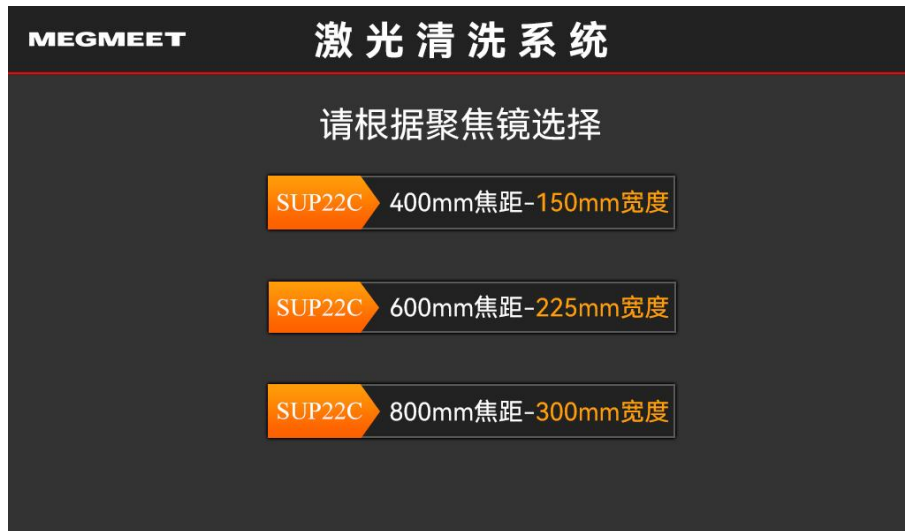 MEGMEET 激光清洗系统
请根据聚焦镜选择
SUP22C 400mm焦距-150mm宽度
SUP22C 600mm焦距-225mm宽度
SUP22C 800mm焦距-300mm宽度